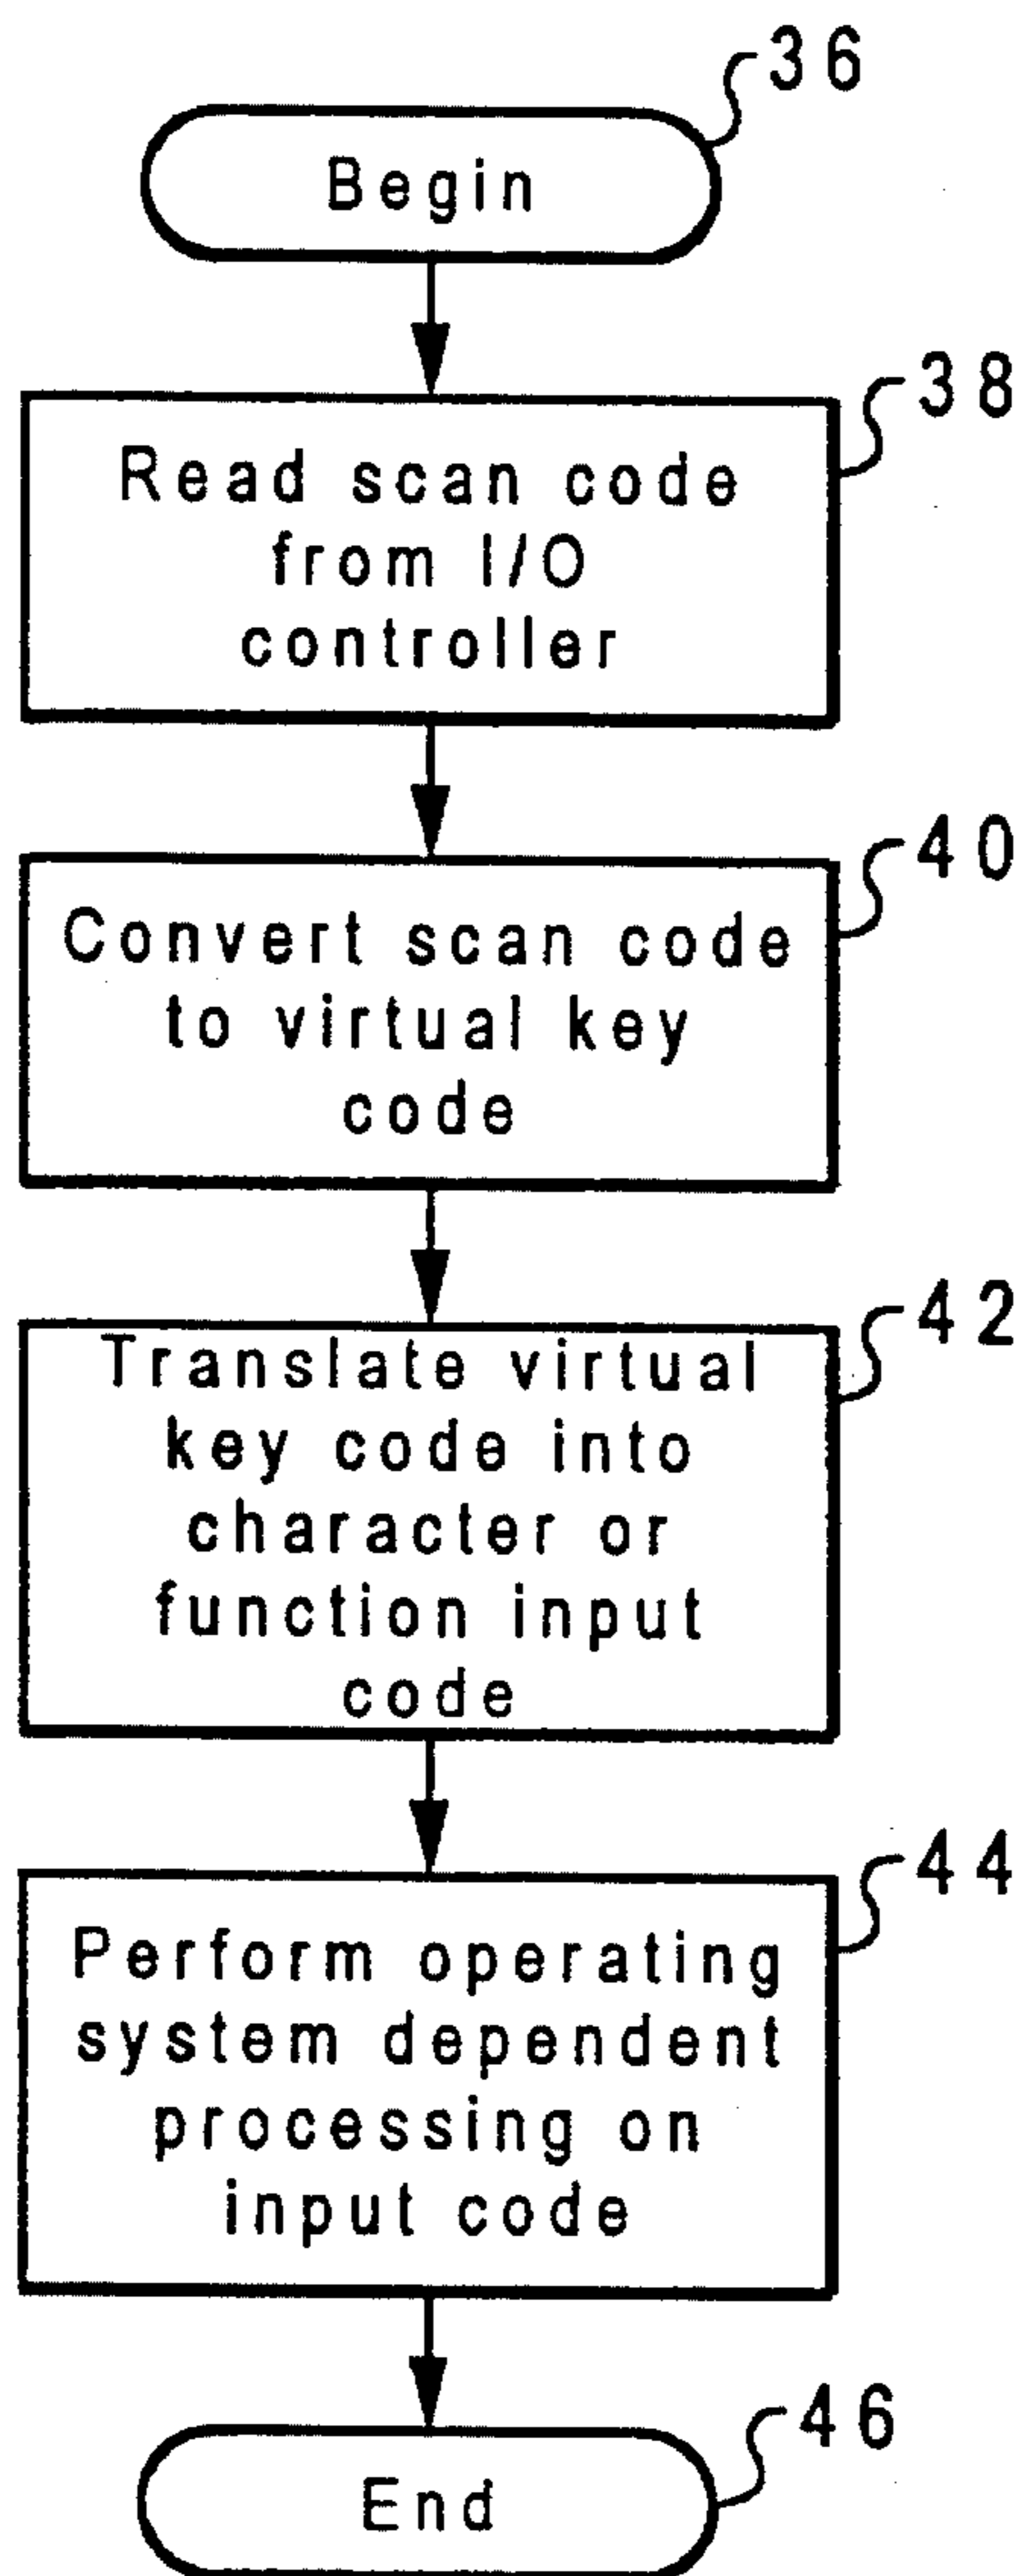 36
Begin
38
Read scan code
from I/O
controller
40
Convert scan code
to virtual key
code
42
Translate virtual
key code into
character or
function input
code
44
Perform operating
system dependent
processing on
input code
46
End